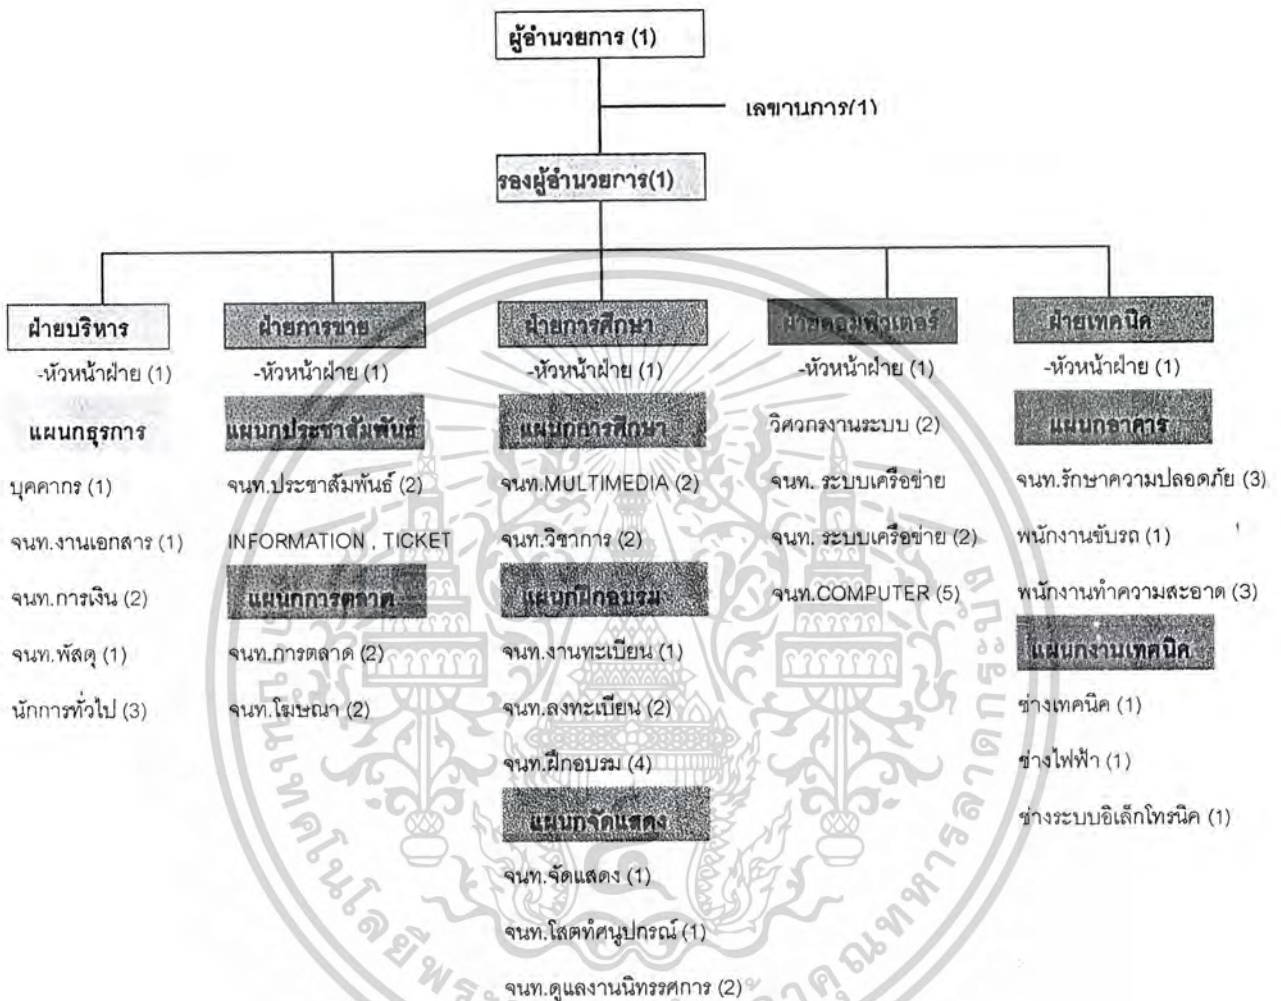 ผู้อำนวยการ (1)
เลขานการ(1)
รองผู้อำนวยการ(1)
ฝ่ายบริหาร
-หัวหน้าฝ่าย (1)
แผนกธุรการ
บุคคากร (1)
จนท.งานเอกสาร (1)
จนท.การเงิน (2)
จนท.พัสดุ (1)
นักการทั่วไป (3)
ฝ่ายการขาย
-หัวหน้าฝ่าย (1)
แผนกประชาสัมพันธ์
จนท.ประชาสัมพันธ์ (2)
INFORMATION , TICKET
แผนกการตลาด
จนท.การตลาด (2)
จนท.โฆษณา (2)
ฝ่ายการศึกษา
-หัวหน้าฝ่าย (1)
แผนกการศึกษา
จนท.MULTIMEDIA (2)
จนท.วิชาการ (2)
แผนกฝึกอบรม
จนท.งานทะเบียน (1)
จนท.ลงทะเบียน (2)
จนท.ฝึกอบรม (4)
แผนกจัดแสดง
จนท.จัดแสดง (1)
จนท.โสตทัศนูปกรณ์ (1)
จนท.ดูแลงานนิทรรศการ (2)
ฝ่ายคอมพิวเตอร์
-หัวหน้าฝ่าย (1)
วิศวกรงานระบบ (2)
จนท. ระบบเครือข่าย
จนท. ระบบเครือข่าย (2)
จนท.COMPUTER (5)
ฝ่ายเทคนิค
-หัวหน้าฝ่าย (1)
แผนกอาคาร
จนท.รักษาความปลอดภัย (3)
พนักงานขับรถ (1)
พนักงานทำความสะอาด (3)
แผนกงานเทคนิค
ช่างเทคนิค (1)
ช่างไฟฟ้า (1)
ช่างระบบอิเล็กโทรนิค (1)